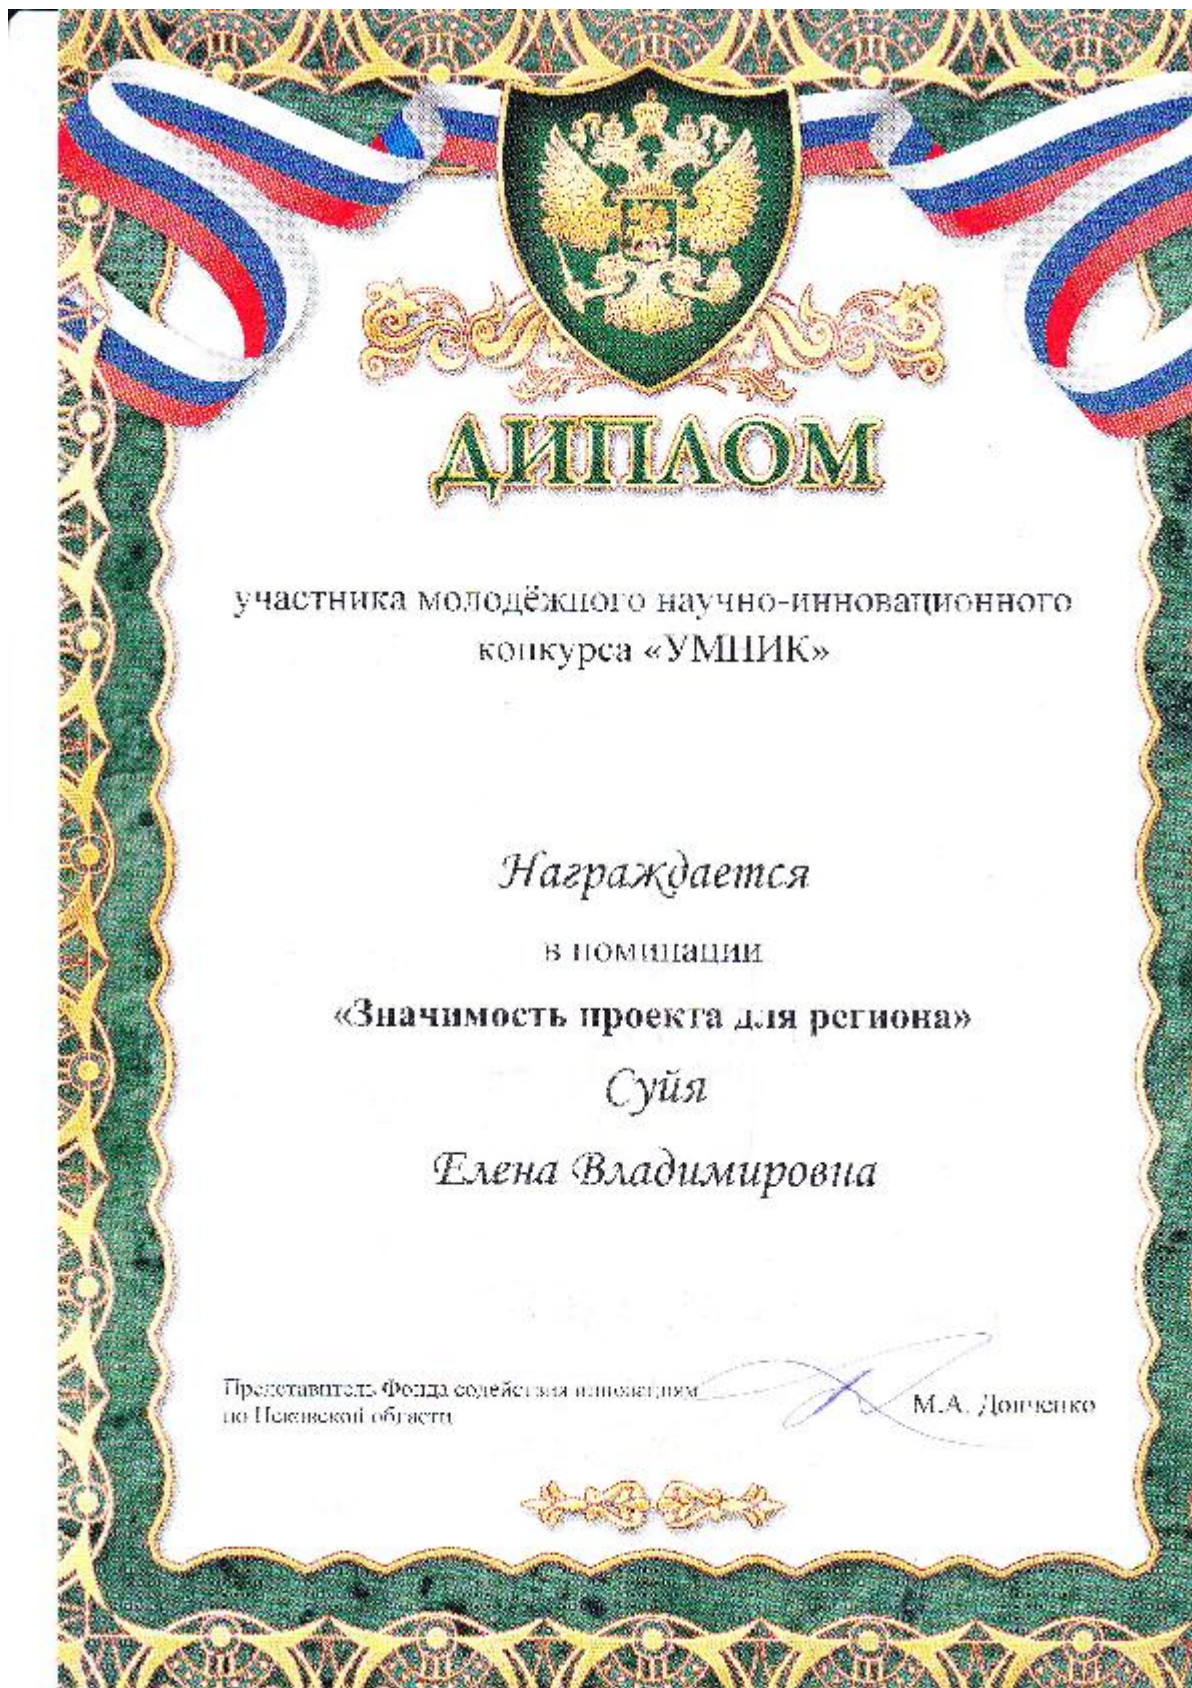 ДИПЛОМ
участника молодёжного научно-инновационного
конкурса «УМНИК»
Награждается
в номинации
«Значимость проекта для региона»
Суйя
Елена Владимировна
Представитель Фонда содействия инновациям
по Псковской области
М.А. Донченко